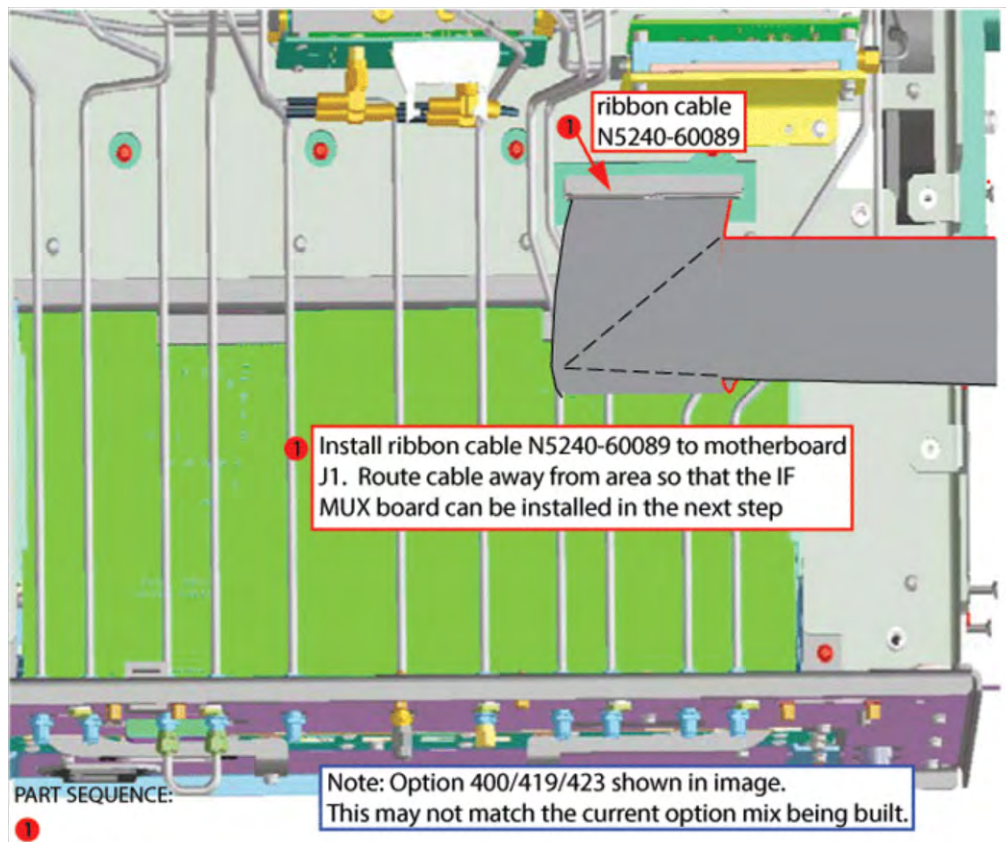 1
ribbon cable
N5240-60089
1
Install ribbon cable N5240-60089 to motherboard
J1.  Route cable away from area so that the IF
MUX board can be installed in the next step
PART SEQUENCE:
1
Note: Option 400/419/423 shown in image.
This may not match the current option mix being built.